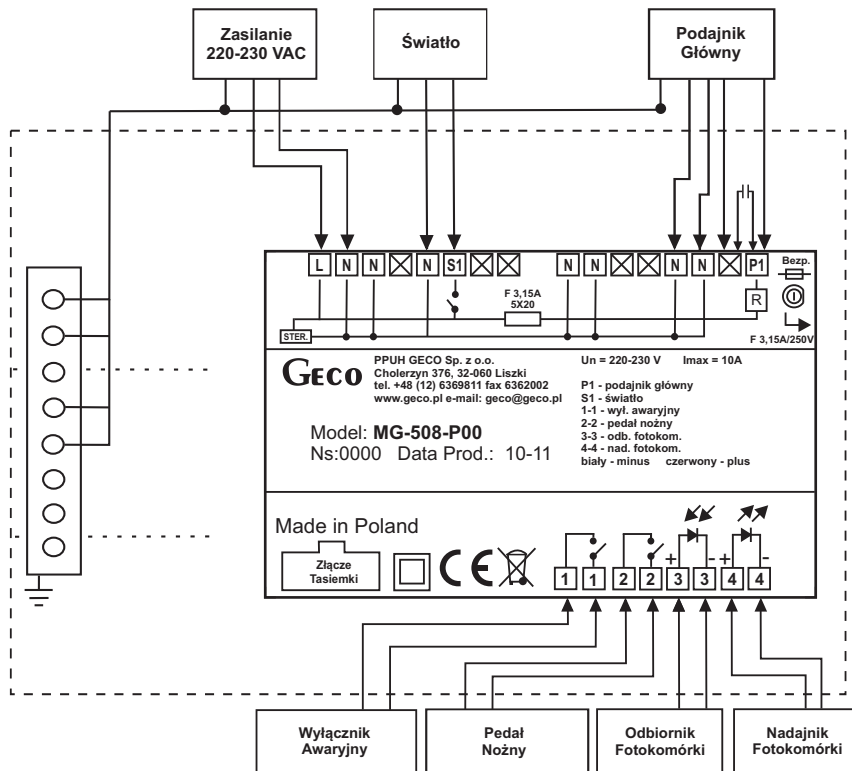 Zasilanie
220-230 VAC
Światło
Podajnik
Główny
L N N N S1 N N N N P1
Bezp.
F 3,15A
5X20
R
STER.
F 3,15A/250V
GECO
PPUH GECO Sp. z o.o.
Cholerzyn 376, 32-060 Liszki
tel. +48 (12) 6369811 fax 6362002
www.geco.pl e-mail: geco@geco.pl
Un = 220-230 V Imax = 10A
P1 - podajnik główny
S1 - światło
1-1 - wył. awaryjny
2-2 - pedał nożny
3-3 - odb. fotokom.
4-4 - nad. fotokom.
biały - minus czerwony - plus
Model: MG-508-P00
Ns:0000 Data Prod.: 10-11
Made in Poland
Złącze
Tasiemki
CE
+ - + -
1 1 2 2 3 3 4 4
Wyłącznik
Awaryjny
Pedał
Nożny
Odbiornik
Fotokomórki
Nadajnik
Fotokomórki